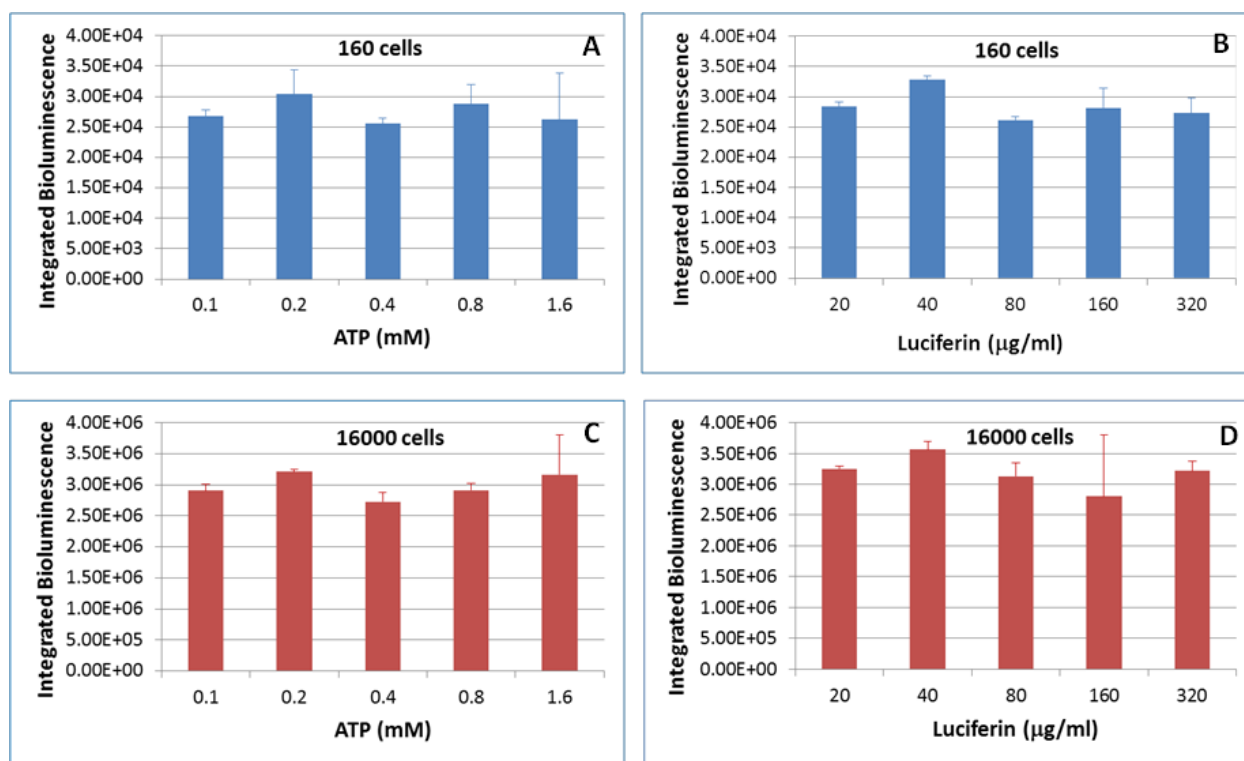 160 cells
A
Integrated Bioluminescence
4.00E+04
3.50E+04
3.00E+04
2.50E+04
2.00E+04
1.50E+04
1.00E+04
5.00E+03
0.00E+00
0.1 0.2 0.4 0.8 1.6
ATP (mM)
160 cells
B
Integrated Bioluminescence
4.00E+04
3.50E+04
3.00E+04
2.50E+04
2.00E+04
1.50E+04
1.00E+04
5.00E+03
0.00E+00
20 40 80 160 320
Luciferin (µg/ml)
16000 cells
C
Integrated Bioluminescence
4.00E+06
3.50E+06
3.00E+06
2.50E+06
2.00E+06
1.50E+06
1.00E+06
5.00E+05
0.00E+00
0.1 0.2 0.4 0.8 1.6
ATP (mM)
16000 cells
D
Integrated Bioluminescence
4.00E+06
3.50E+06
3.00E+06
2.50E+06
2.00E+06
1.50E+06
1.00E+06
5.00E+05
0.00E+00
20 40 80 160 320
Luciferin (µg/ml)